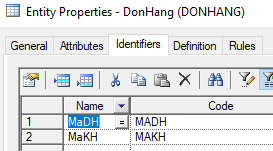 Entity Properties - DonHang (DONHANG)
General Attributes Identifiers Definition Rules
Name Code
1 MaDH = MADH
2 MaKH MAKH